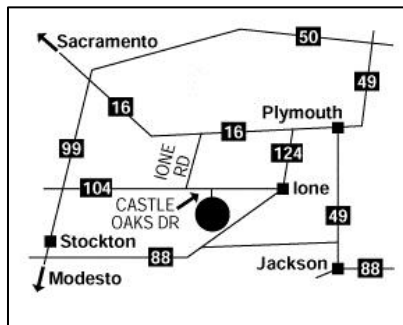 50
Sacramento
49
16
Plymouth
16
IONE
RD
124
99
104
CASTLE
OAKS DR
Ione
49
Stockton
88
Jackson
88
Modesto